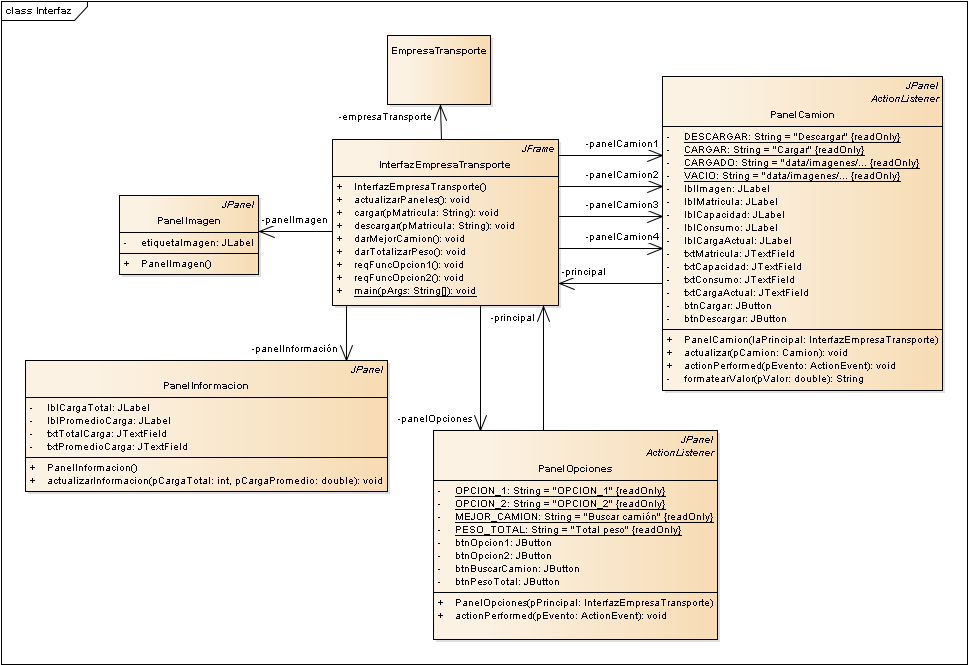 class Interfaz
EmpresaTransporte
-empresaTransporte
JFrame
InterfazEmpresaTransporte
+ InterfazEmpresaTransporte()
+ actualizarPaneles(): void
+ cargar(pMatricula: String): void
+ descargar(pMatricula: String): void
+ darMejorCamion(): void
+ darTotalizarPeso(): void
+ reqFuncOpcion1(): void
+ reqFuncOpcion2(): void
+ main(pArgs: String[]): void
-panelCamion1
-panelCamion2
-panelCamion3
-panelCamion4
-principal
JPanel
ActionListener
PanelCamion
- DESCARGAR: String = "Descargar" {readOnly}
- CARGAR: String = "Cargar" {readOnly}
- CARGADO: String = "data/imagenes/... {readOnly}
- VACIO: String = "data/imagenes/... {readOnly}
- lblImagen: JLabel
- lblMatricula: JLabel
- lblCapacidad: JLabel
- lblConsumo: JLabel
- lblCargaActual: JLabel
- txtMatricula: JTextField
- txtCapacidad: JTextField
- txtConsumo: JTextField
- txtCargaActual: JTextField
- btnCargar: JButton
- btnDescargar: JButton
+ PanelCamion(laPrincipal: InterfazEmpresaTransporte)
+ actualizar(pCamion: Camion): void
+ actionPerformed(pEvento: ActionEvent): void
- formatearValor(pValor: double): String
JPanel
PanelImagen
- etiquetaImagen: JLabel
+ PanelImagen()
-panelImagen
-panelInformación
JPanel
PanelInformacion
- lblCargaTotal: JLabel
- lblPromedioCarga: JLabel
- txtTotalCarga: JTextField
- txtPromedioCarga: JTextField
+ PanelInformacion()
+ actualizarInformacion(pCargaTotal: int, pCargaPromedio: double): void
-principal
-panelOpciones
JPanel
ActionListener
PanelOpciones
- OPCION_1: String = "OPCION_1" {readOnly}
- OPCION_2: String = "OPCION_2" {readOnly}
- MEJOR_CAMION: String = "Buscar camión" {readOnly}
- PESO_TOTAL: String = "Total peso" {readOnly}
- btnOpcion1: JButton
- btnOpcion2: JButton
- btnBuscarCamion: JButton
- btnPesoTotal: JButton
+ PanelOpciones(pPrincipal: InterfazEmpresaTransporte)
+ actionPerformed(pEvento: ActionEvent): void